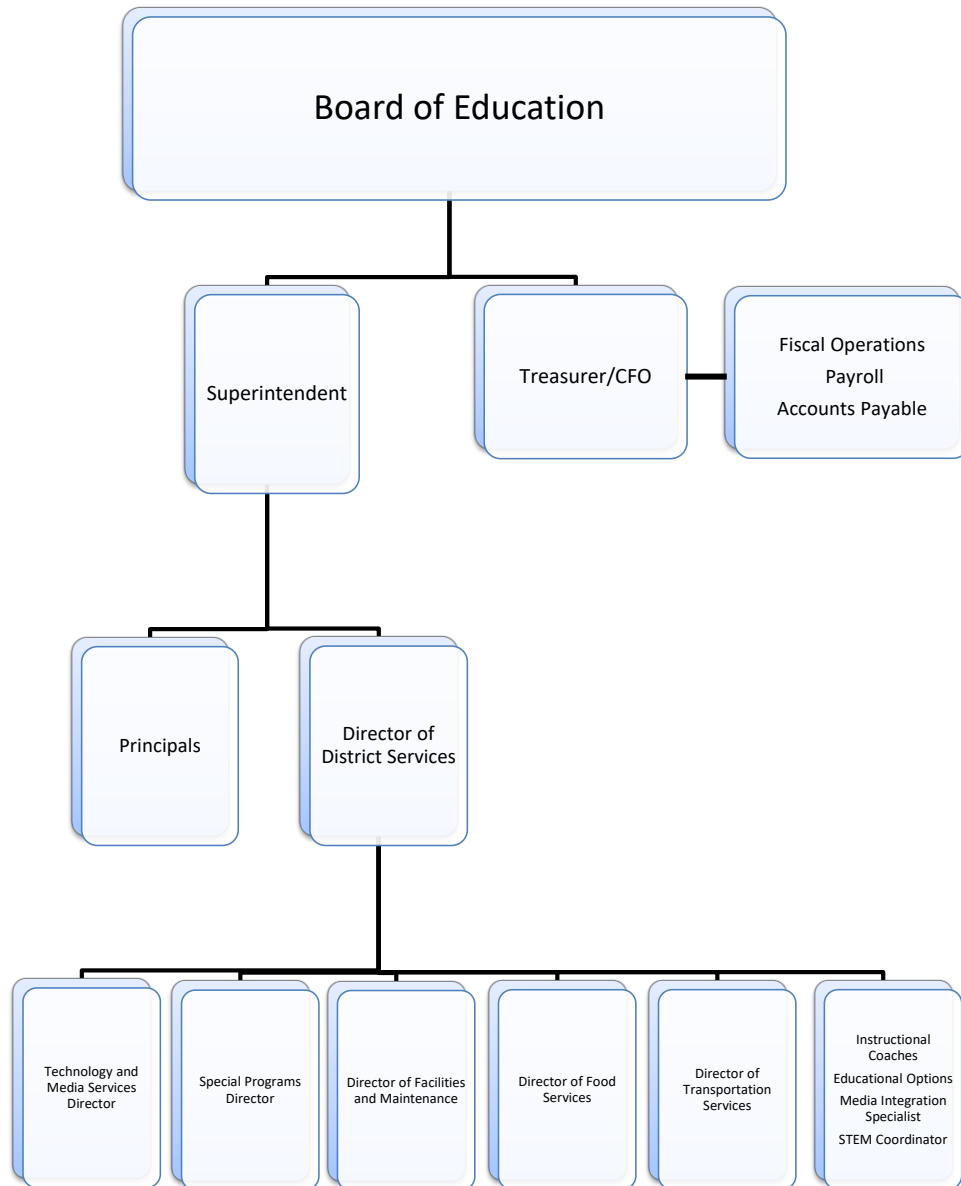 Board of Education
Superintendent
Treasurer/CFO
Fiscal Operations
Payroll
Accounts Payable
Principals
Director of
District Services
Technology and
Media Services
Director
Special Programs
Director
Director of Facilities
and Maintenance
Director of Food
Services
Director of
Transportation
Services
Instructional
Coaches
Educational Options
Media Integration
Specialist
STEM Coordinator